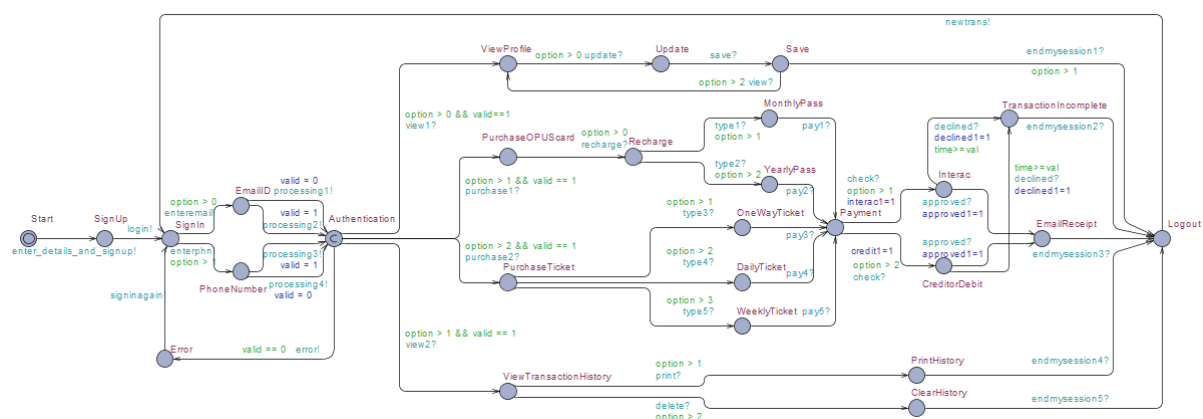 newtrans!
ViewProfile
option > 0 update?
Update
save?
Save
endmysession1?
option > 1
option > 2 view?
option > 0 && valid==1
view1?
MonthlyPass
TransactionIncomplete
PurchaseOPUScard
option > 0
recharge?
Recharge
type1?
option > 1
pay1?
declined?
declined1=1
time>=val
endmysession2?
type2?
option > 2
YearlyPass
pay2?
time>=val
declined?
declined1=1
option > 1 && valid == 1
purchase1?
check?
option > 1
interac1=1
Interac
valid = 0
EmailID
processing1!
option > 0
enteremail!
valid = 1
processing2!
Authentication
option > 1
type3?
OneWayTicket
pay3?
Payment
approved?
approved1=1
EmailReceipt
Logout
Start
SignUp
login!
SignIn
enter_details_and_signup!
enterphn!
option > 1
processing3!
valid = 1
PhoneNumber
processing4!
valid = 0
option > 2 && valid == 1
purchase2?
PurchaseTicket
option > 2
type4?
DailyTicket
pay4?
credit1=1
option > 2
check?
approved?
approved1=1
CreditorDebit
endmysession3?
signinagain!
option > 3
type5?
WeeklyTicket
pay5?
option > 1 && valid == 1
view2?
Error
valid == 0
error!
ViewTransactionHistory
option > 1
print?
PrintHistory
endmysession4?
delete?
option > 2
ClearHistory
endmysession5?